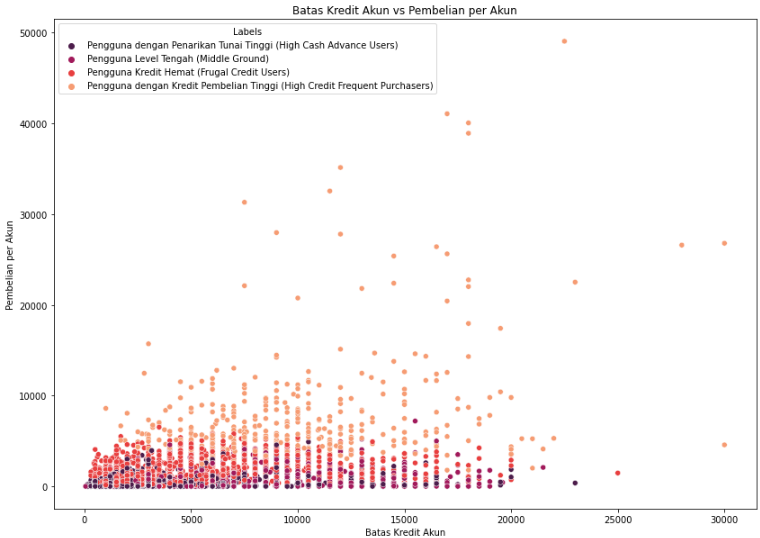 Batas Kredit Akun vs Pembelian per Akun
Labels
Pengguna dengan Penarikan Tunai Tinggi (High Cash Advance Users)
Pengguna Level Tengah (Middle Ground)
Pengguna Kredit Hemat (Frugal Credit Users)
Pengguna dengan Kredit Pembelian Tinggi (High Credit Frequent Purchasers)
50000
40000
30000
20000
10000
0
Pembelian per Akun
0 5000 10000 15000 20000 25000 30000
Batas Kredit Akun